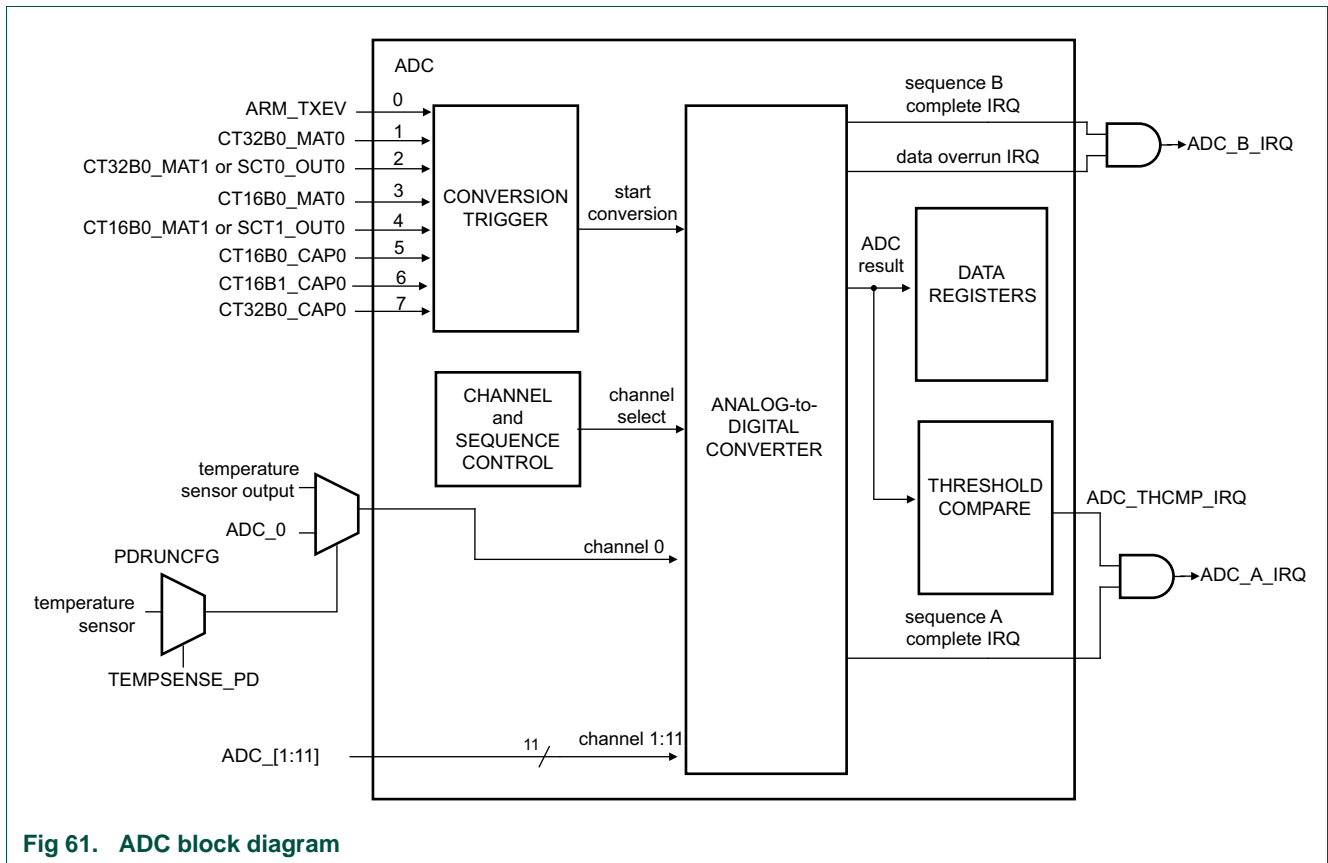 ADC
ARM_TXEV
0
CT32B0_MAT0
1
CT32B0_MAT1 or SCT0_OUT0
2
CT16B0_MAT0
3
CT16B0_MAT1 or SCT1_OUT0
4
CT16B0_CAP0
5
CT16B1_CAP0
6
CT32B0_CAP0
7
CONVERSION
TRIGGER
start
conversion
CHANNEL
and
SEQUENCE
CONTROL
channel
select
ANALOG-to-
DIGITAL
CONVERTER
sequence B
complete IRQ
data overrun IRQ
ADC_B_IRQ
ADC
result
DATA
REGISTERS
THRESHOLD
COMPARE
ADC_THCMP_IRQ
ADC_A_IRQ
sequence A
complete IRQ
temperature
sensor output
ADC_0
channel 0
PDRUNCFG
temperature
sensor
TEMPSENSE_PD
ADC_[1:11]
11
channel 1:11
Fig 61. ADC block diagram